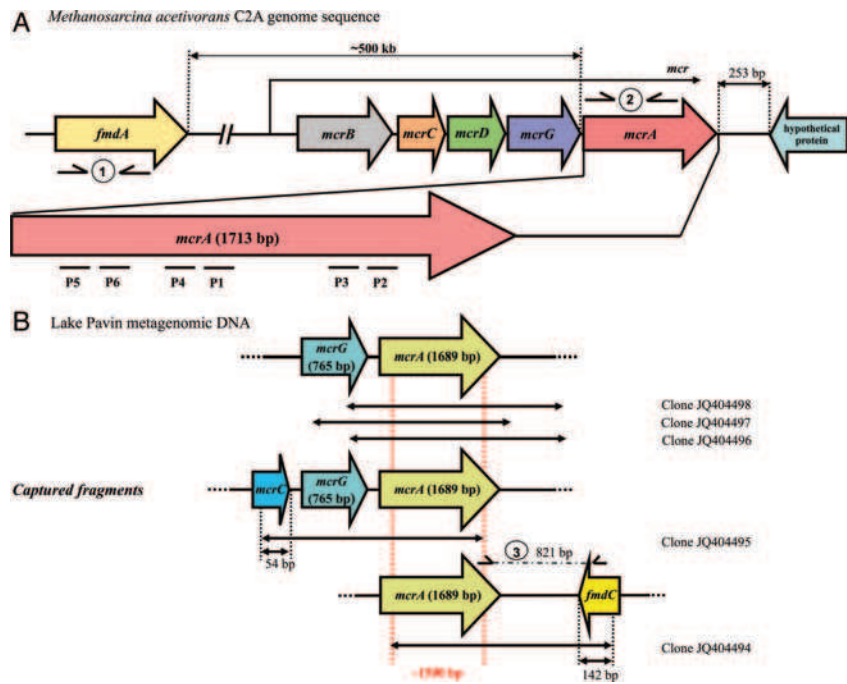 A Methanosarcina acetivorans C2A genome sequence
~500 kb
mcr
253 bp
fmdA
mcrB
mcrC
mcrD
mcrG
mcrA
hypothetical
protein
1
2
mcrA (1713 bp)
P5 P6 P4 P1 P3 P2
B Lake Pavin metagenomic DNA
mcrG
(765 bp)
mcrA (1689 bp)
Clone JQ404498
Clone JQ404497
Clone JQ404496
Captured fragments
mcrC
mcrG
(765 bp)
mcrA (1689 bp)
Clone JQ404495
54 bp
3
821 bp
mcrA (1689 bp)
fmdC
Clone JQ404494
142 bp